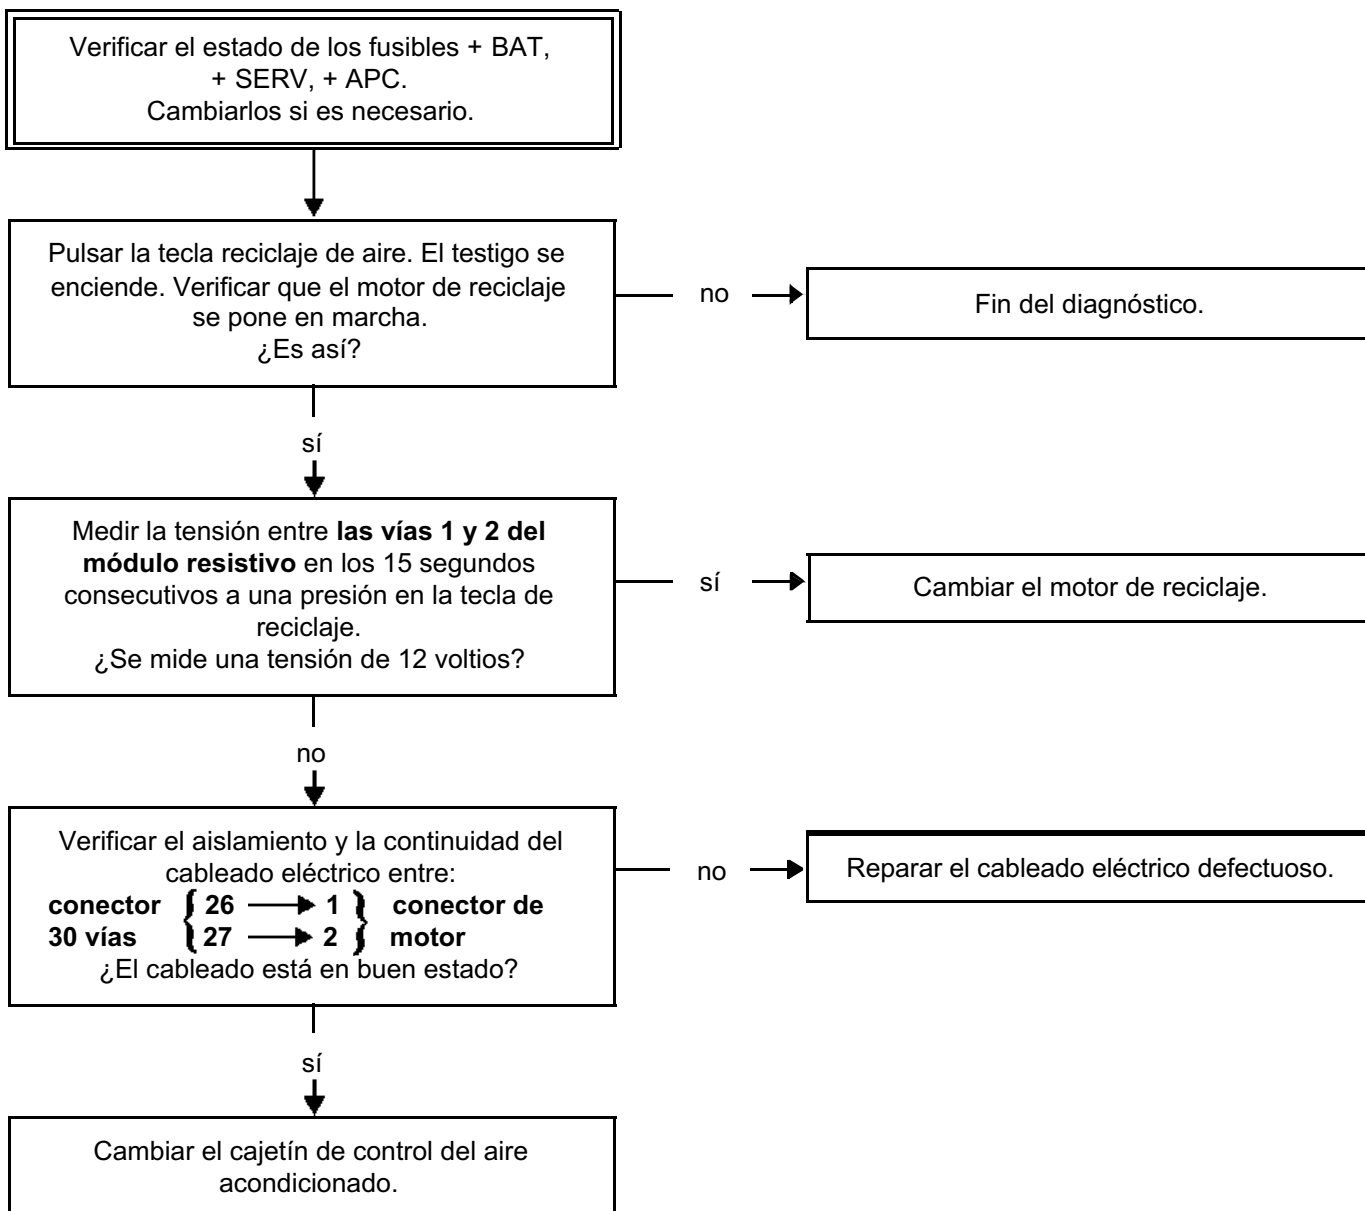 Verificar el estado de los fusibles + BAT,
+ SERV, + APC.
Cambiarlos si es necesario.
Pulsar la tecla reciclaje de aire. El testigo se
enciende. Verificar que el motor de reciclaje
se pone en marcha.
¿Es así?
no
Fin del diagnóstico.
sí
Medir la tensión entre las vías 1 y 2 del
módulo resistivo en los 15 segundos
consecutivos a una presión en la tecla de
reciclaje.
¿Se mide una tensión de 12 voltios?
sí
Cambiar el motor de reciclaje.
no
Verificar el aislamiento y la continuidad del
cableado eléctrico entre:
conector { 26 → 1 } conector de
30 vías { 27 → 2 } motor
¿El cableado está en buen estado?
no
Reparar el cableado eléctrico defectuoso.
sí
Cambiar el cajetín de control del aire
acondicionado.